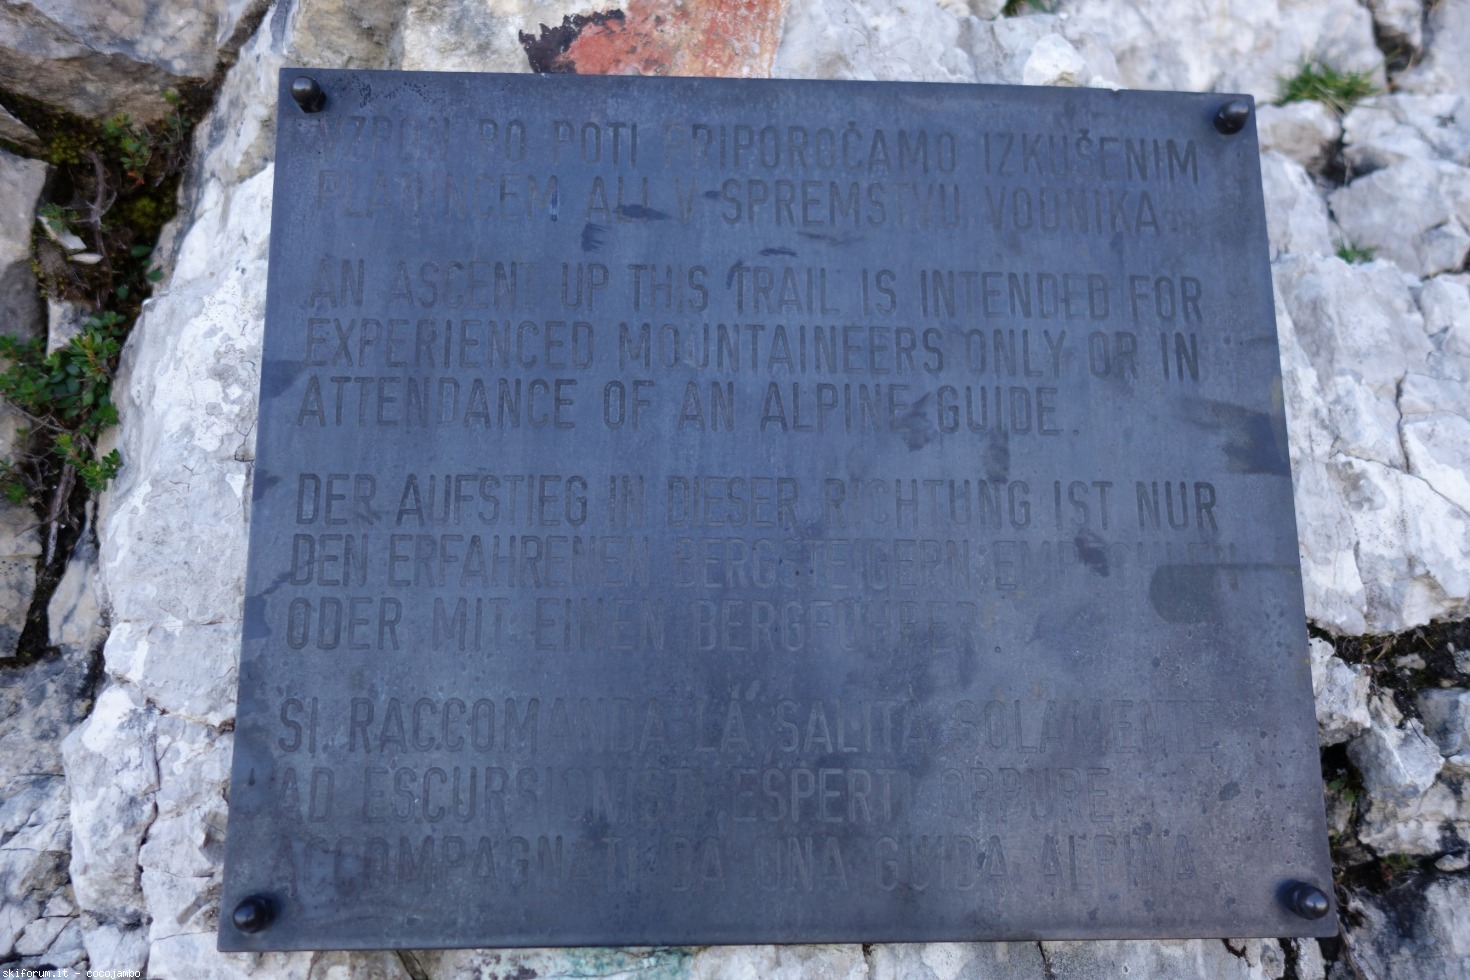 VZPON PO POTI PRIPOROČAMO IZKUŠENIM
PLANINCEM ALI V SPREMSTVU VODNIKA.
AN ASCENT UP THIS TRAIL IS INTENDED FOR
EXPERIENCED MOUNTAINEERS ONLY OR IN
ATTENDANCE OF AN ALPINE GUIDE.
DER AUFSTIEG IN DIESER RICHTUNG IST NUR
DEN ERFAHRENEN BERGSTEIGERN EMPFOHLEN
ODER MIT EINEN BERGFÜHRER
SI RACCOMANDA LA SALITA SOLAMENTE
AD ESCURSIONISTI ESPERTI OPPURE
ACCOMPAGNATI DA UNA GUIDA ALPINA
skiforum.it - cocojambo